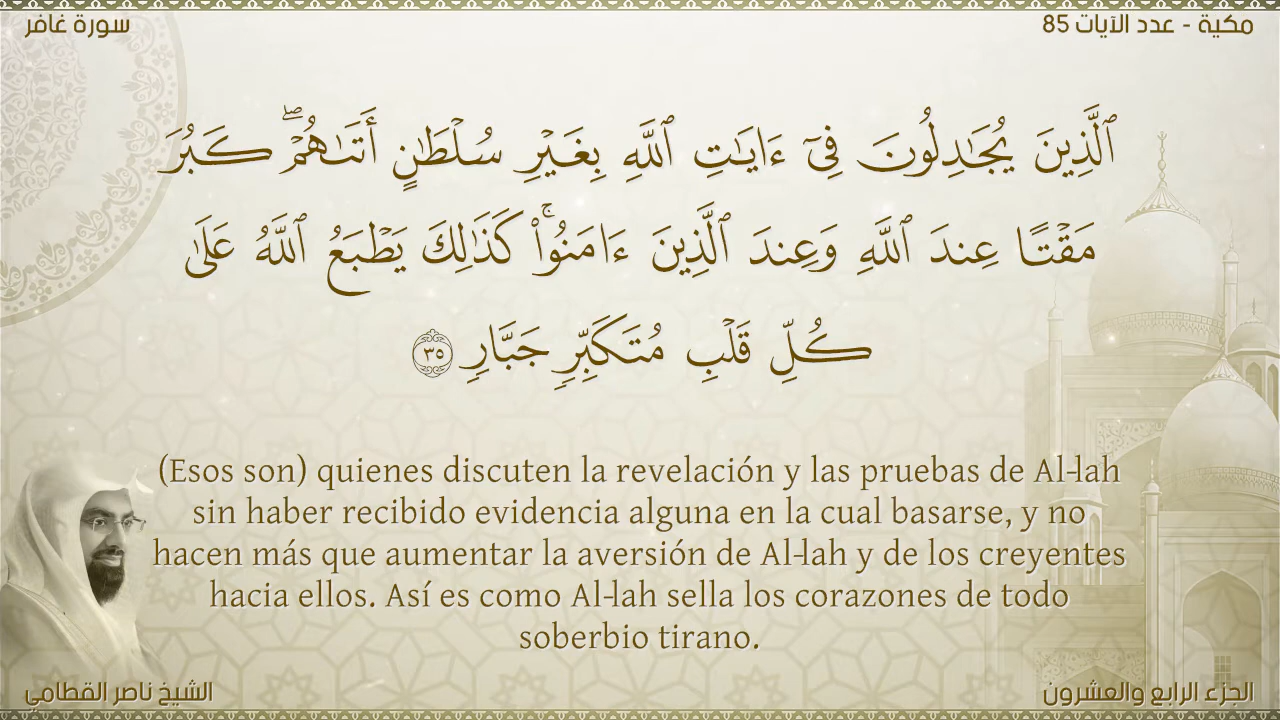 سورة غافر
مكية - عدد الآيات 85
ٱلَّذِينَ يُجَـٰدِلُونَ فِىٓ ءَايَـٰتِ ٱللَّهِ بِغَيْرِ سُلْطَـٰنٍ أَتَىٰهُمْ ۖ كَبُرَ
مَقْتًا عِندَ ٱللَّهِ وَعِندَ ٱلَّذِينَ ءَامَنُوا۟ ۚ كَذَٰلِكَ يَطْبَعُ ٱللَّهُ عَلَىٰ
كُلِّ قَلْبِ مُتَكَبِّرٍ جَبَّارٍ ٣٥
(Esos son) quienes discuten la revelación y las pruebas de Al-lah
sin haber recibido evidencia alguna en la cual basarse, y no
hacen más que aumentar la aversión de Al-lah y de los creyentes
hacia ellos. Así es como Al-lah sella los corazones de todo
soberbio tirano.
الشيخ ناصر القطامي
الجزء الرابع والعشرون